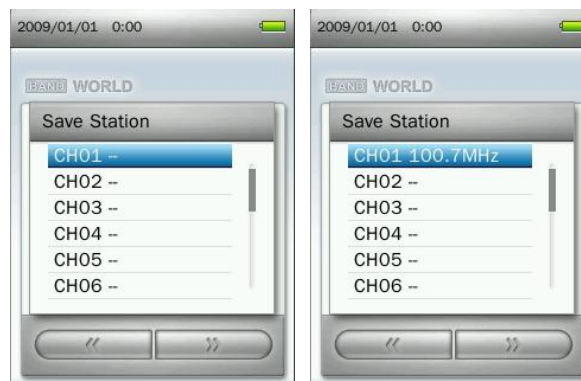 2009/01/01 0:00
BAND WORLD
Save Station
CH01 --
CH02 --
CH03 --
CH04 --
CH05 --
CH06 --
2009/01/01 0:00
BAND WORLD
Save Station
CH01 100.7MHz
CH02 --
CH03 --
CH04 --
CH05 --
CH06 --